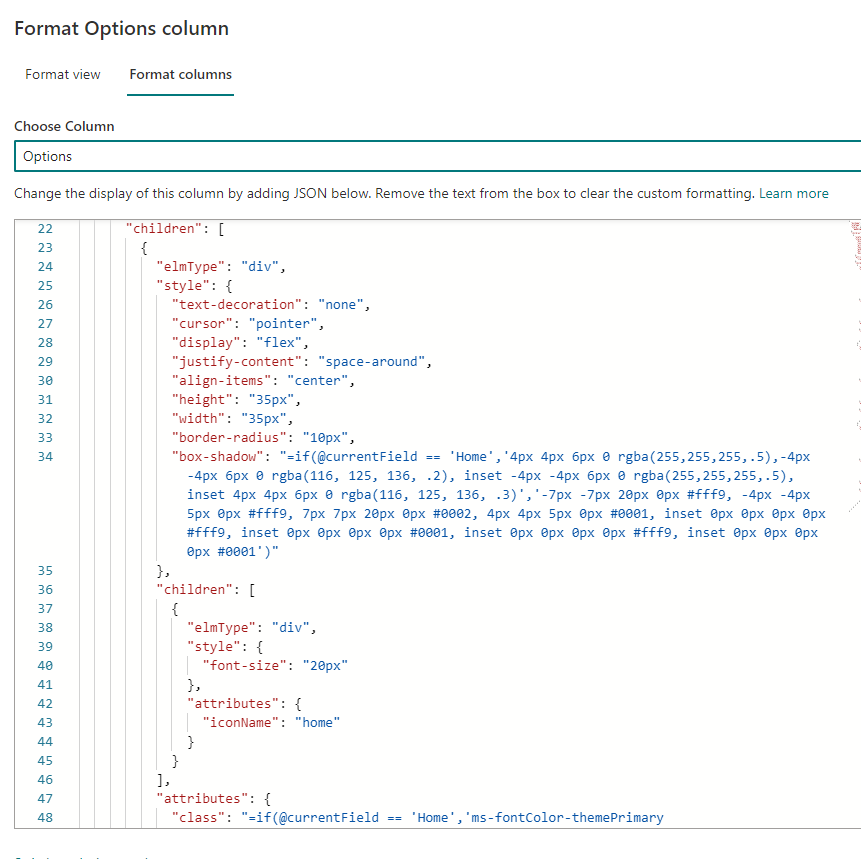 Format Options column
Format view Format columns
Choose Column
Options
Change the display of this column by adding JSON below. Remove the text from the box to clear the custom formatting. Learn more
22 "children": [
23 {
24 "elmType": "div",
25 "style": {
26 "text-decoration": "none",
27 "cursor": "pointer",
28 "display": "flex",
29 "justify-content": "space-around",
30 "align-items": "center",
31 "height": "35px",
32 "width": "35px",
33 "border-radius": "10px",
34 "box-shadow": "=if(@currentField == 'Home','4px 4px 6px 0 rgba(255,255,255,.5),-4px
-4px 6px 0 rgba(116, 125, 136, .2), inset -4px -4px 6px 0 rgba(255,255,255,.5),
inset 4px 4px 6px 0 rgba(116, 125, 136, .3)','-7px -7px 20px 0px #fff9, -4px -4px
5px 0px #fff9, 7px 7px 20px 0px #0002, 4px 4px 5px 0px #0001, inset 0px 0px 0px 0px
#fff9, inset 0px 0px 0px 0px #0001, inset 0px 0px 0px 0px #fff9, inset 0px 0px 0px
0px #0001')"
35 },
36 "children": [
37 {
38 "elmType": "div",
39 "style": {
40 "font-size": "20px"
41 },
42 "attributes": {
43 "iconName": "home"
44 }
45 }
46 ],
47 "attributes": {
48 "class": "=if(@currentField == 'Home','ms-fontColor-themePrimary